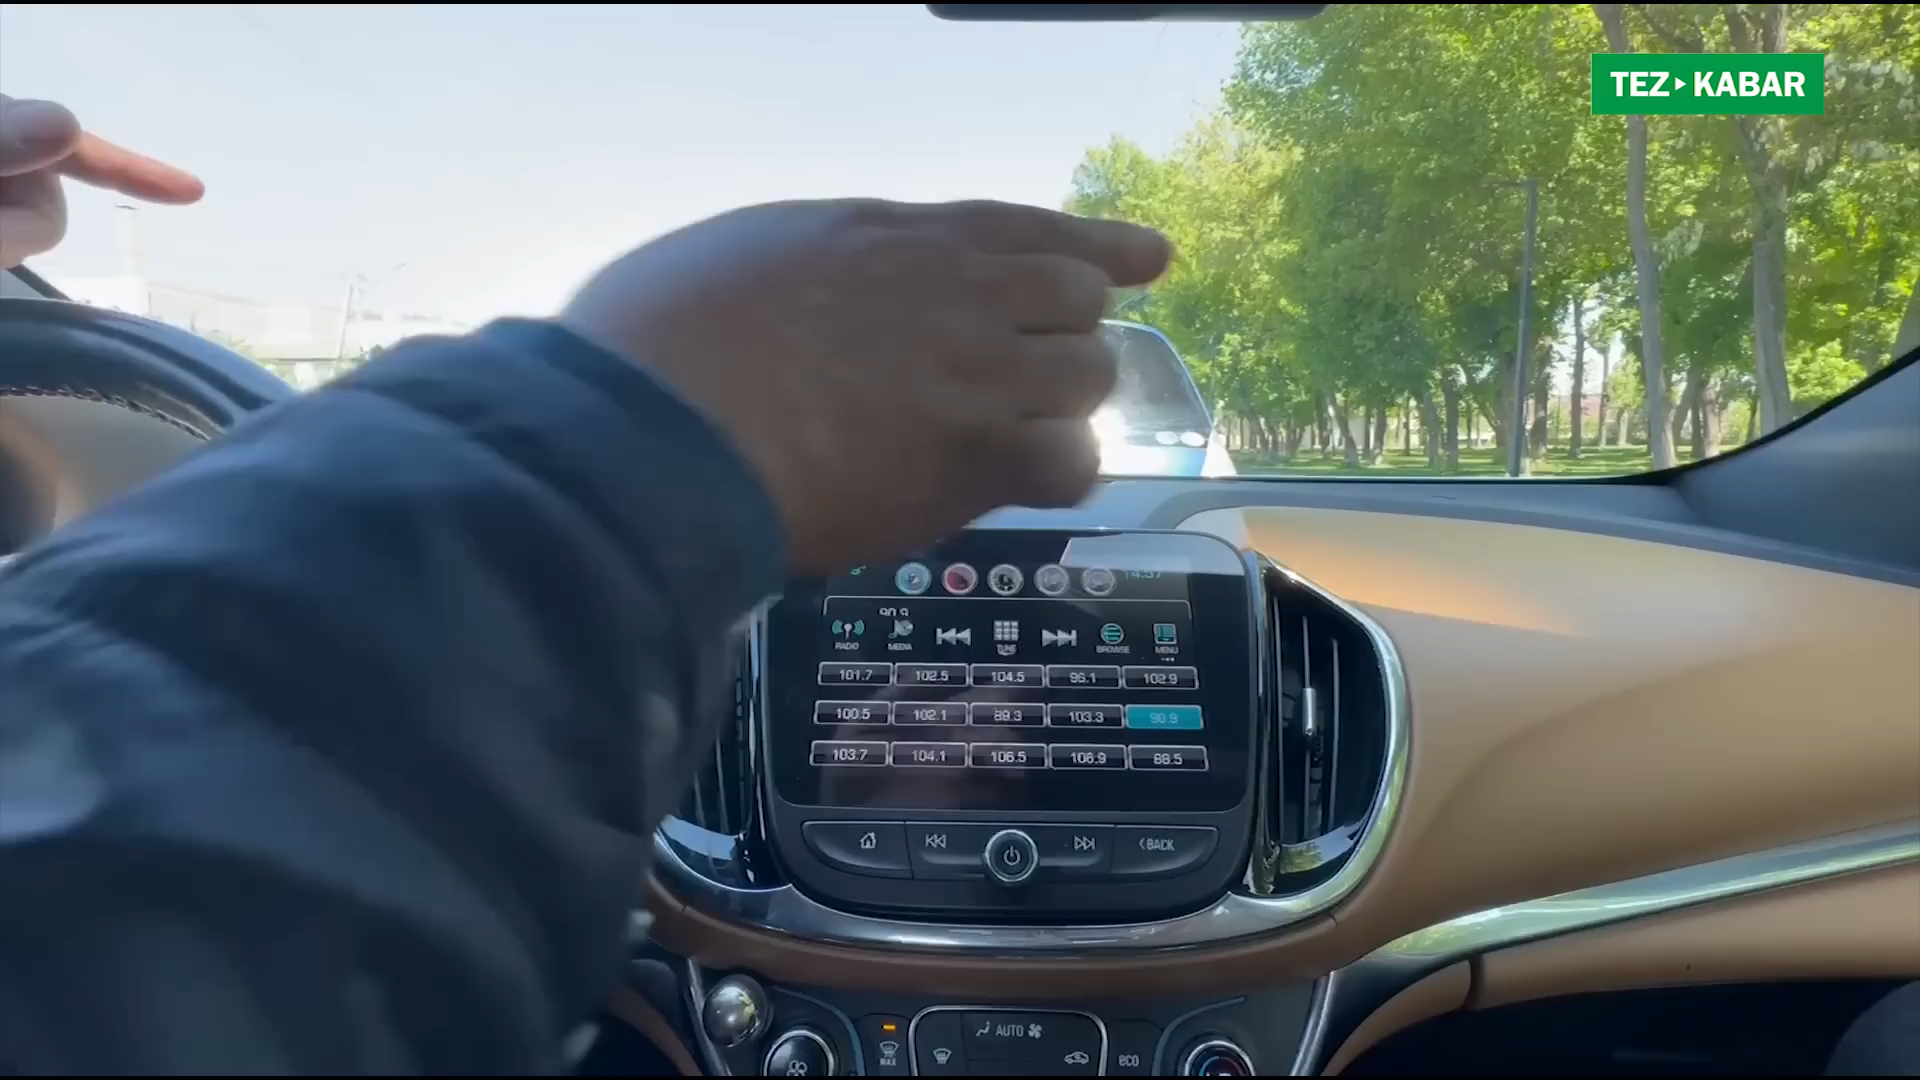 TEZ KABAR
90.9
RADIO
MEDIA
TUNE
BROWSE
MENU
101.7 102.5 104.5 96.1 102.9
100.5 102.1 89.3 103.3 90.9
103.7 104.1 106.5 106.9 88.5
BACK
AUTO
MAX
eco